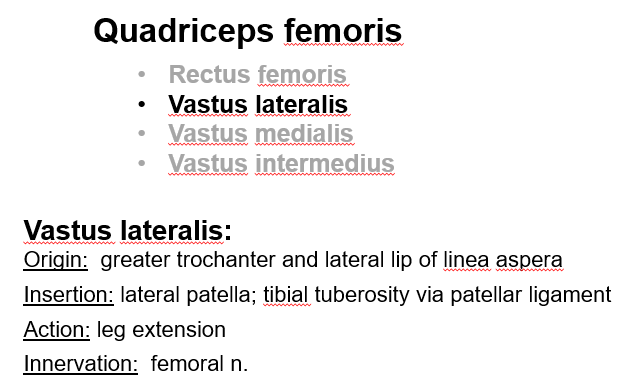 Quadriceps femoris
• Rectus femoris
• Vastus lateralis
• Vastus medialis
• Vastus intermedius
Vastus lateralis:
Origin: greater trochanter and lateral lip of linea aspera
Insertion: lateral patella; tibial tuberosity via patellar ligament
Action: leg extension
Innervation: femoral n.